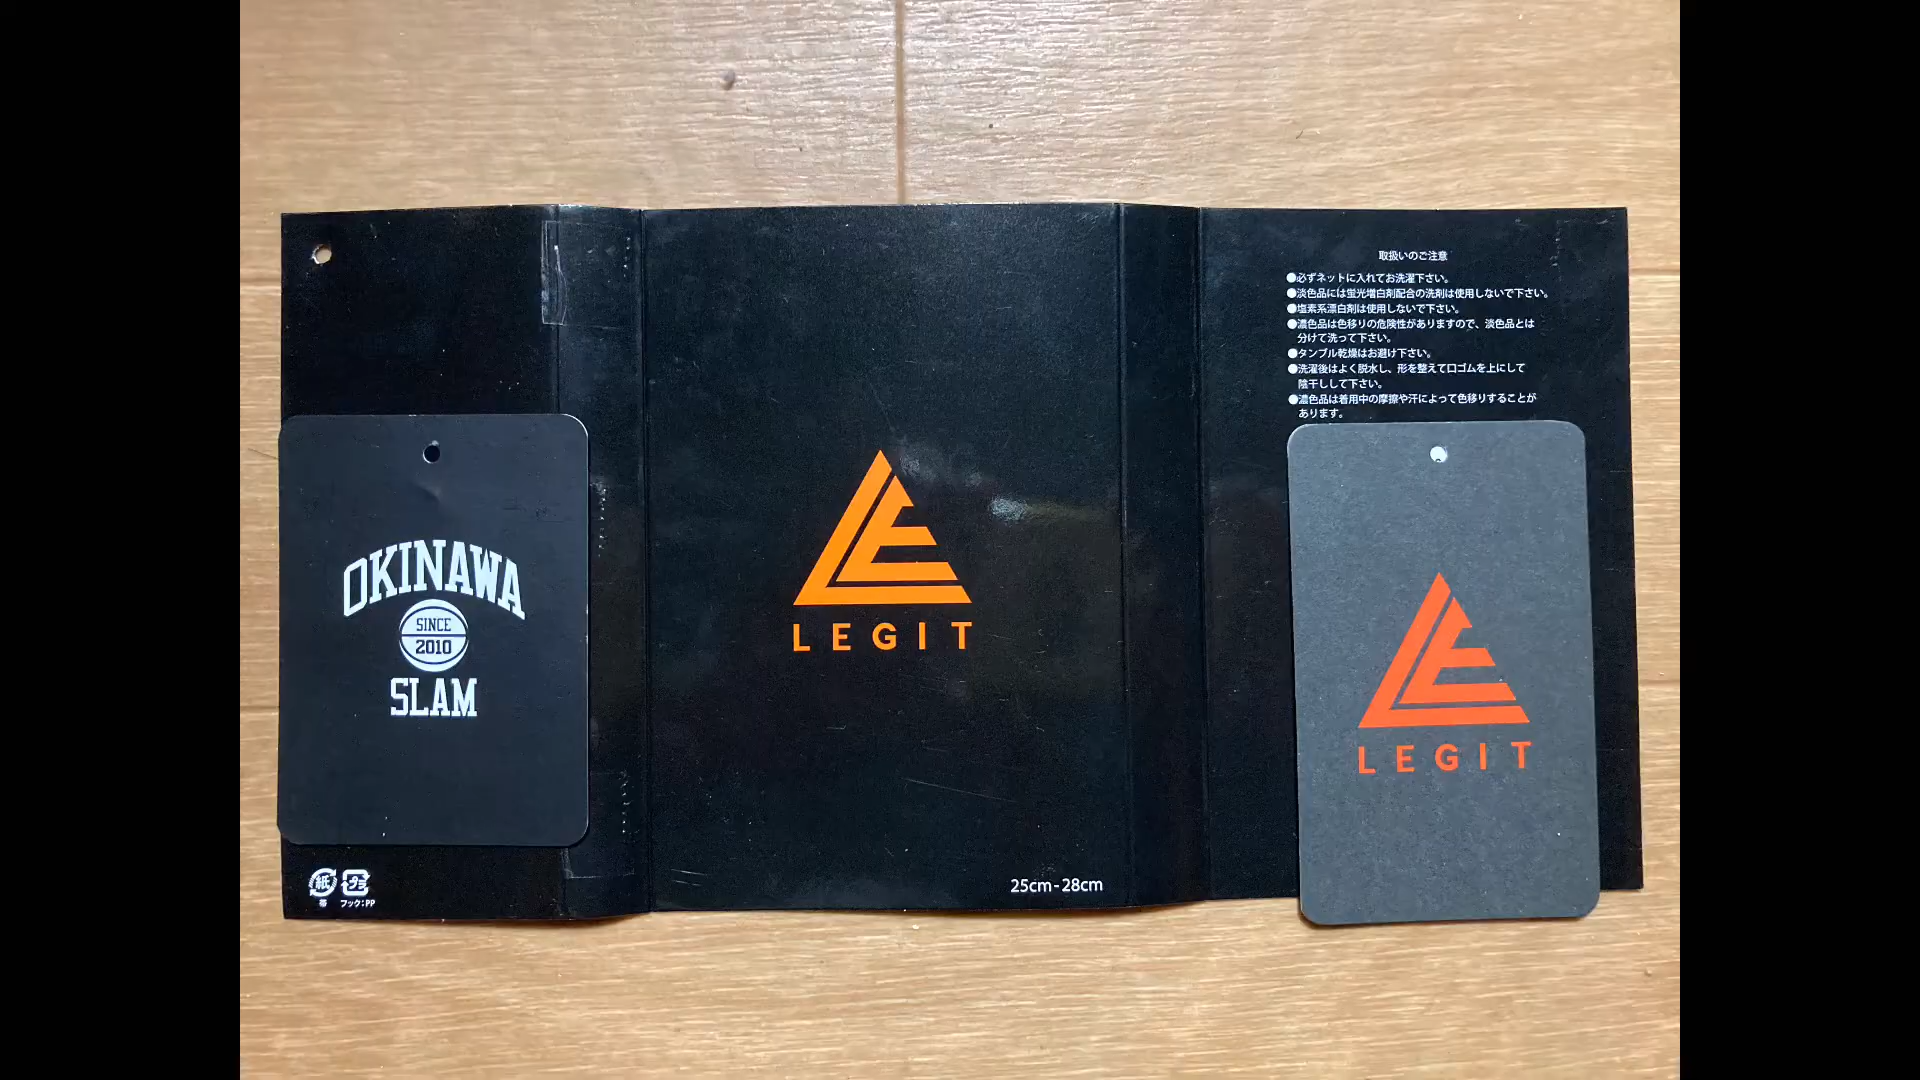 取扱いのご注意
●必ずネットに入れてお洗濯下さい。
●淡色品には蛍光増白剤配合の洗剤は使用しないで下さい。
●塩素系漂白剤は使用しないで下さい。
●濃色品は色移りの危険性がありますので、淡色品とは
分けて洗って下さい。
●タンブル乾燥はお避け下さい。
●洗濯後はよく脱水し、形を整えて口ゴムを上にして
陰干しして下さい。
●濃色品は着用中の摩擦や汗によって色移りすることが
あります。
OKINAWA
SINCE
2010
SLAM
LEGIT
LEGIT
25cm-28cm
紙
プラ
帯
フック:PP